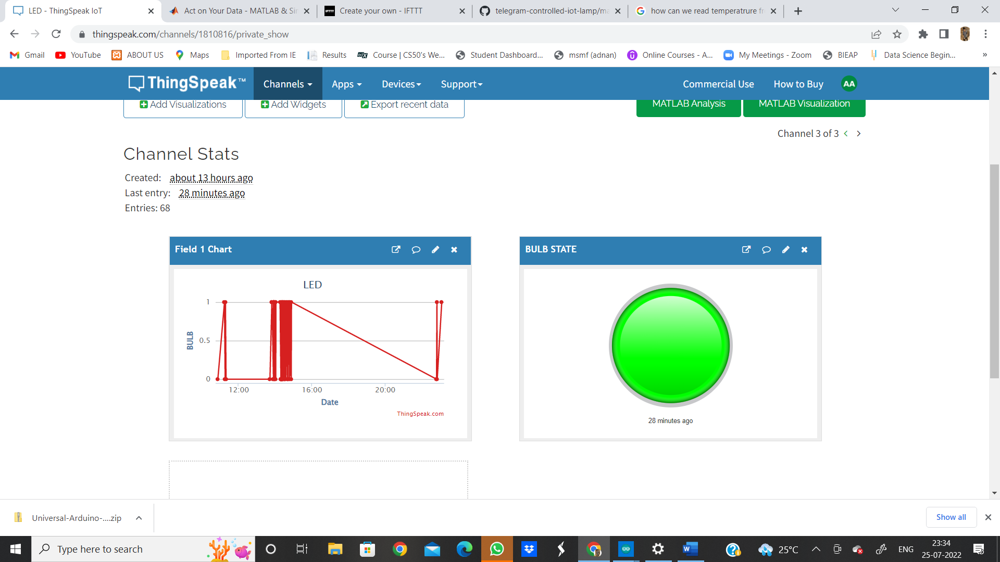 LED - ThingSpeak IoT
Act on Your Data - MATLAB & Sin
Create your own - IFTTT
telegram-controlled-iot-lamp/ma
how can we read temperatrure fr
thingspeak.com/channels/1810816/private_show
Gmail
YouTube
ABOUT US
Maps
Imported From IE
Results
edX
Course | CS50's We...
Student Dashboard...
msmf (adnan)
Online Courses - A...
My Meetings - Zoom
BIEAP
Data Science Begin...
»
ThingSpeak™
Channels
Apps
Devices
Support
Commercial Use
How to Buy
AA
Add Visualizations
Add Widgets
Export recent data
MATLAB Analysis
MATLAB Visualization
Channel 3 of 3 < >
Channel Stats
Created: about 13 hours ago
Last entry: 28 minutes ago
Entries: 68
Field 1 Chart
LED
1
0.5
0
BULB
12:00
16:00
20:00
Date
ThingSpeak.com
BULB STATE
28 minutes ago
Universal-Arduino-....zip
Show all
Type here to search
25°C
ENG
23:34
25-07-2022